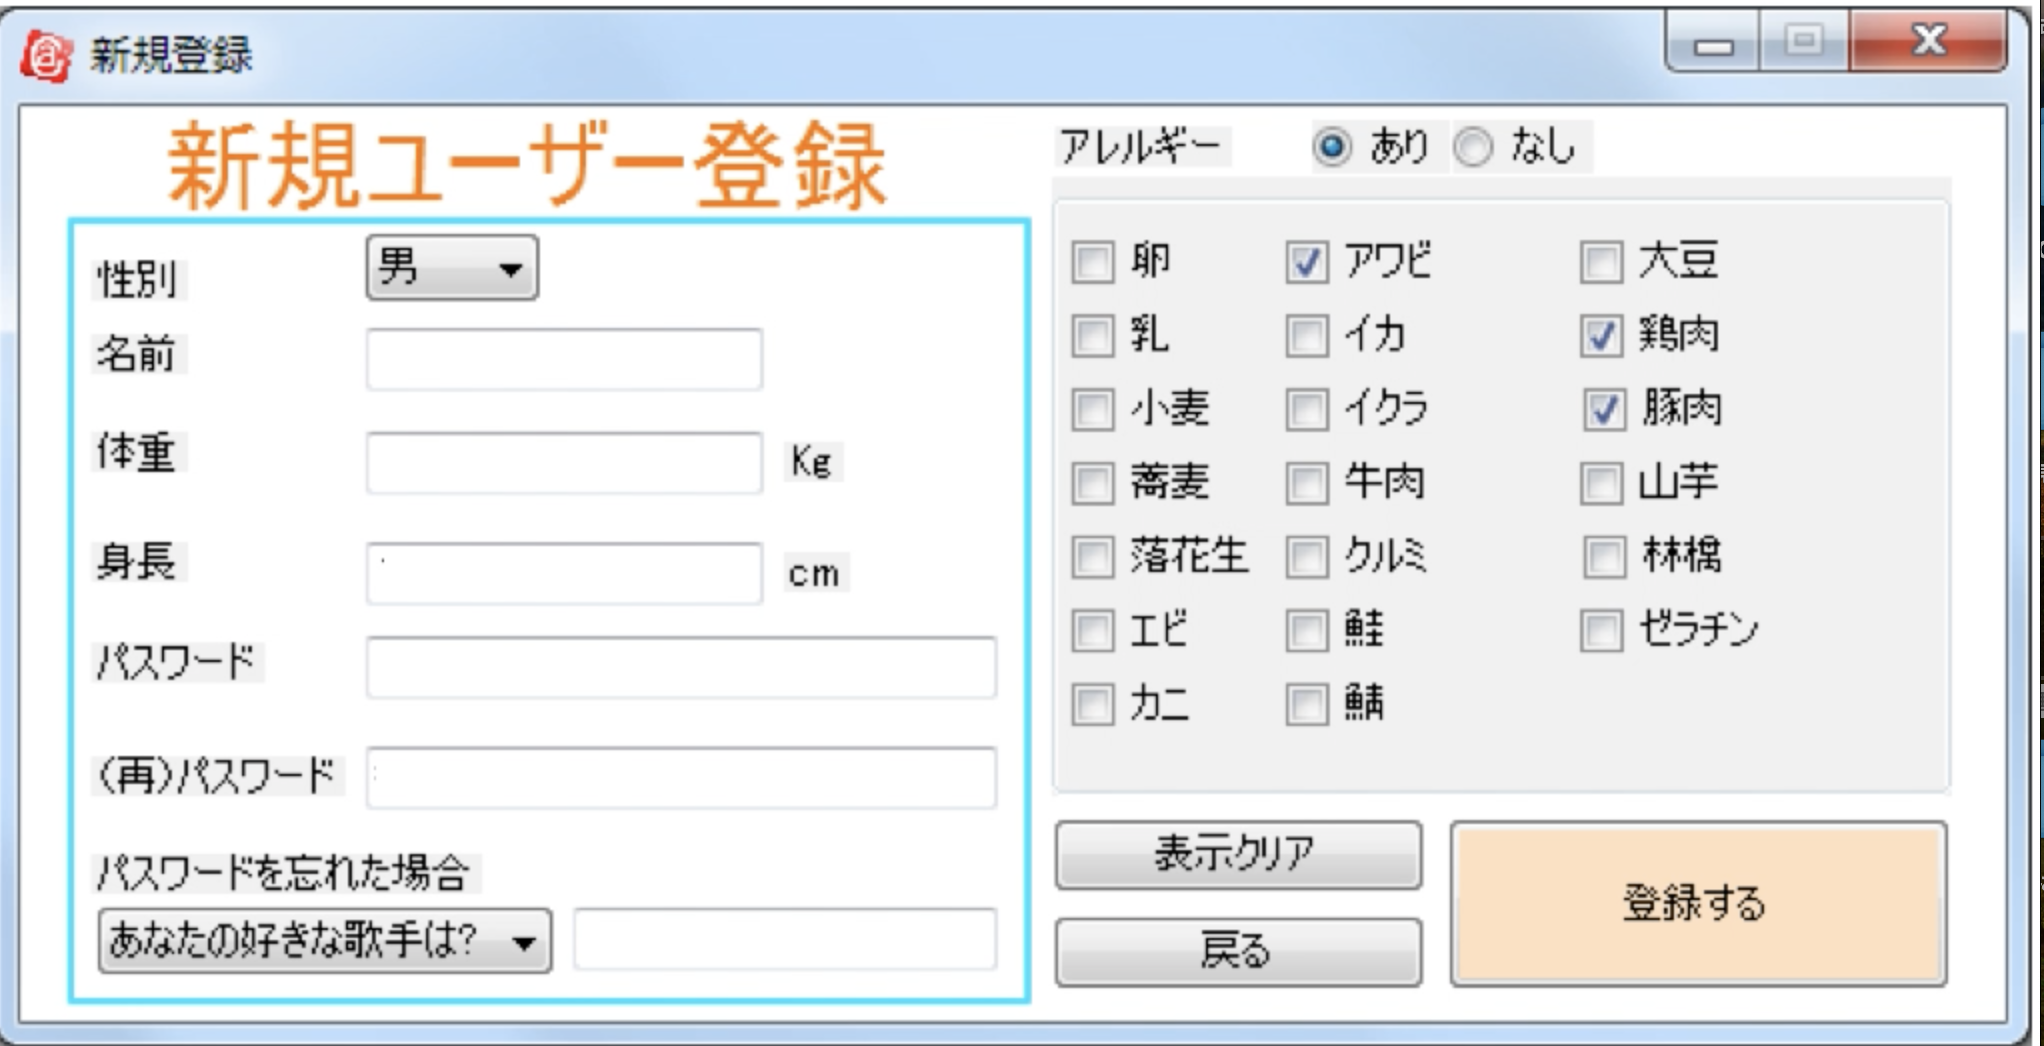 新規登録
新規ユーザー登録
性別 男
名前
体重 Kg
身長 cm
パスワード
(再)パスワード
パスワードを忘れた場合
あなたの好きな歌手は?
アレルギー あり なし
卵 アワビ 大豆
乳 イカ 鶏肉
小麦 イクラ 豚肉
蕎麦 牛肉 山芋
落花生 クルミ 林檎
エビ 鮭 ゼラチン
カニ 鯖
表示クリア
戻る
登録する